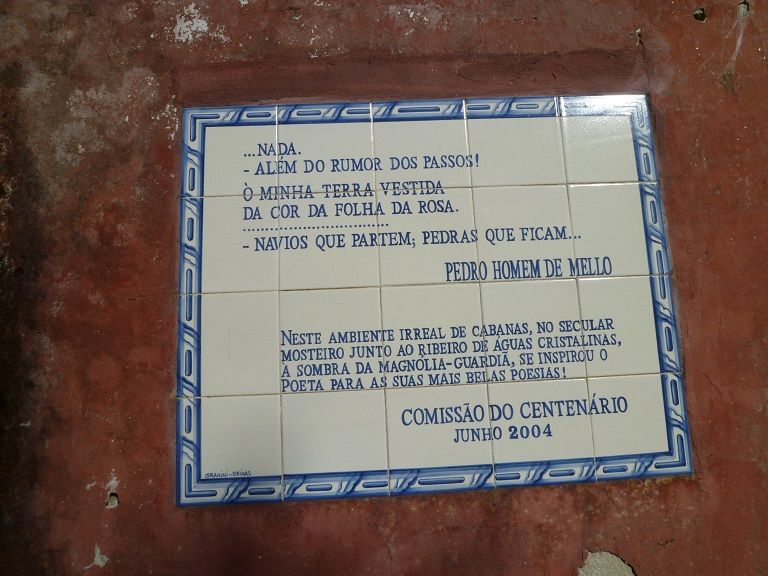 ...NADA.
- ALÉM DO RUMOR DOS PASSOS!
Ò MINHA TERRA VESTIDA
DA COR DA FOLHA DA ROSA.
..................................
- NAVIOS QUE PARTEM; PEDRAS QUE FICAM...
PEDRO HOMEM DE MELLO
NESTE AMBIENTE IRREAL DE CABANAS, NO SECULAR
MOSTEIRO JUNTO AO RIBEIRO DE ÁGUAS CRISTALINAS,
A SOMBRA DA MAGNÓLIA-GUARDIÃ, SE INSPIROU O
POETA PARA AS SUAS MAIS BELAS POESIAS!
COMISSÃO DO CENTENÁRIO
JUNHO 2004